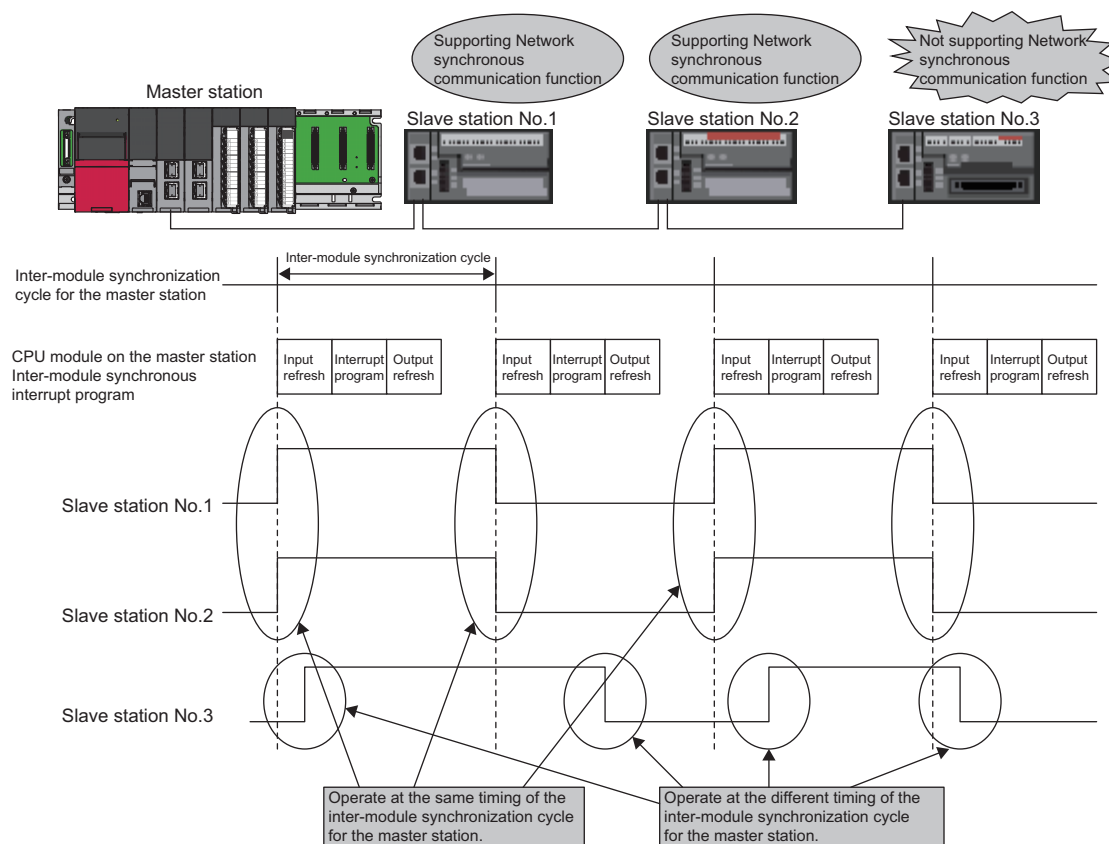 Supporting Network
synchronous
communication function
Supporting Network
synchronous
communication function
Not supporting Network
synchronous
communication function
Master station
Slave station No.1
Slave station No.2
Slave station No.3
Inter-module synchronization cycle
Inter-module synchronization
cycle for the master station
CPU module on the master station
Inter-module synchronous
interrupt program
Input
refresh
Interrupt
program
Output
refresh
Input
refresh
Interrupt
program
Output
refresh
Input
refresh
Interrupt
program
Output
refresh
Input
refresh
Interrupt
program
Output
refresh
Slave station No.1
Slave station No.2
Slave station No.3
Operate at the same timing of the
inter-module synchronization cycle
for the master station.
Operate at the different timing of the
inter-module synchronization cycle
for the master station.